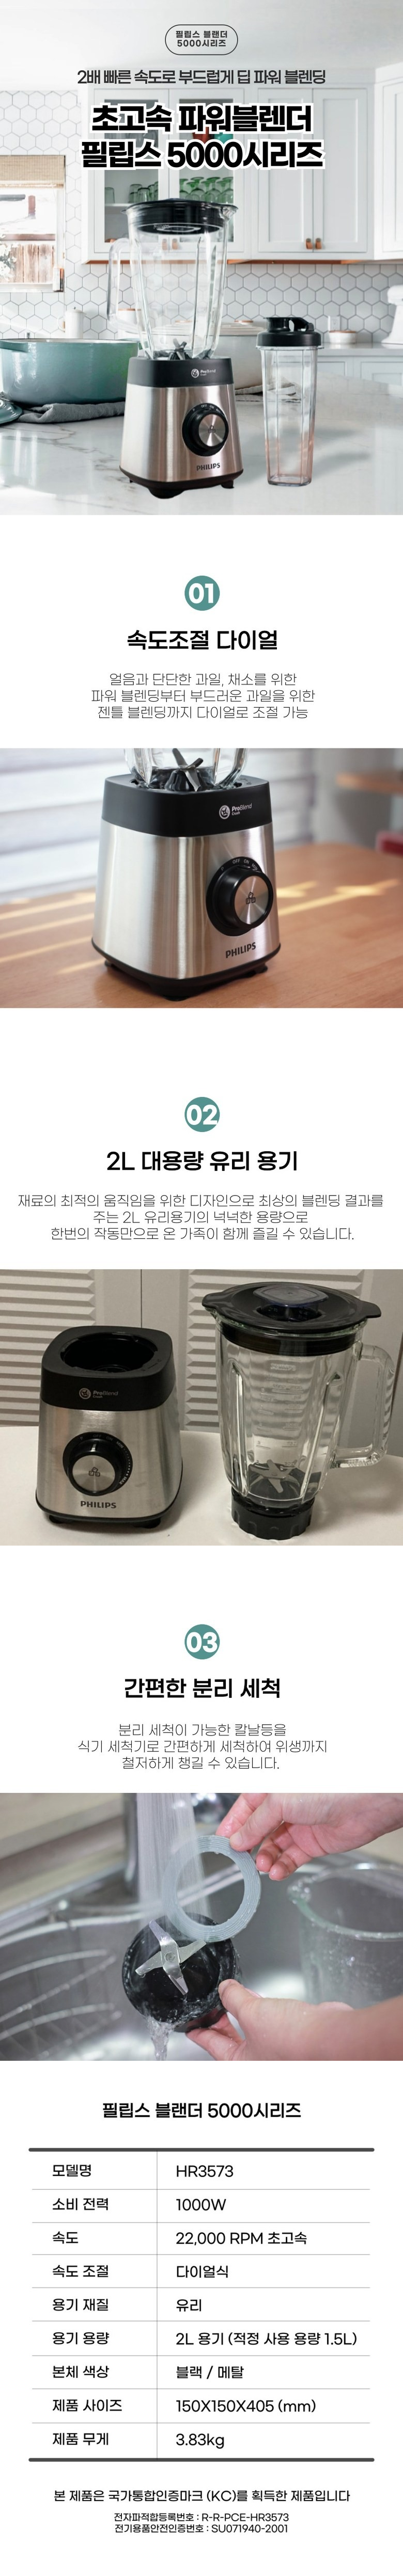 필립스 블랜더
5000시리즈
2배 빠른 속도로 부드럽게 딥 파워 블렌딩
초고속 파워블렌더
필립스 5000시리즈
ProBlend
PHILIPS
01
속도조절 다이얼
얼음과 단단한 과일, 채소를 위한
파워 블렌딩부터 부드러운 과일을 위한
젠틀 블렌딩까지 다이얼로 조절 가능
ProBlend
Crush
OFF ON
PHILIPS
02
2L 대용량 유리 용기
재료의 최적의 움직임을 위한 디자인으로 최상의 블렌딩 결과를
주는 2L 유리용기의 넉넉한 용량으로
한번의 작동만으로 온 가족이 함께 즐길 수 있습니다.
ProBlend
Crush
PHILIPS
03
간편한 분리 세척
분리 세척이 가능한 칼날등을
식기 세척기로 간편하게 세척하여 위생까지
철저하게 챙길 수 있습니다.
필립스 블랜더 5000시리즈
모델명 HR3573
소비 전력 1000W
속도 22,000 RPM 초고속
속도 조절 다이얼식
용기 재질 유리
용기 용량 2L 용기 (적정 사용 용량 1.5L)
본체 색상 블랙 / 메탈
제품 사이즈 150X150X405 (mm)
제품 무게 3.83kg
본 제품은 국가통합인증마크 (KC)를 획득한 제품입니다
전자파적합등록번호 : R-R-PCE-HR3573
전기용품안전인증번호 : SU071940-2001